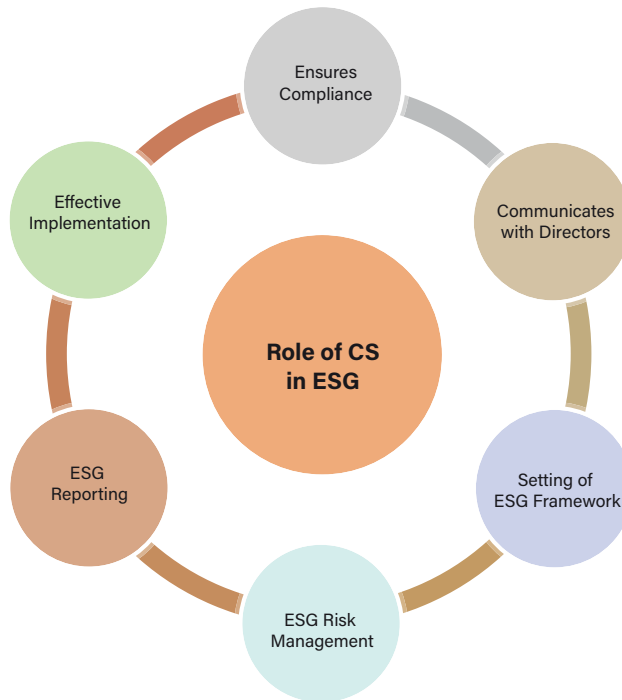 Ensures
Compliance
Communicates
with Directors
Setting of
ESG Framework
ESG Risk
Management
ESG
Reporting
Effective
Implementation
Role of CS
in ESG